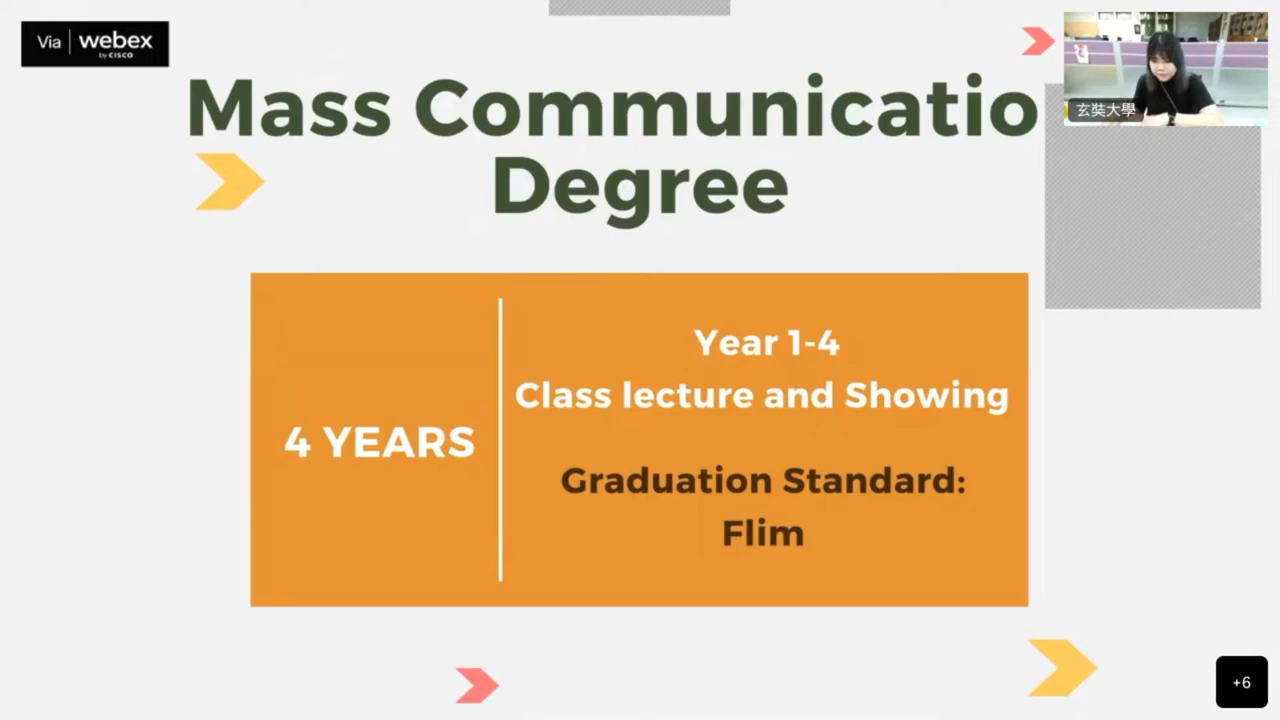 Via webex
by CISCO
Mass Communicatio
Degree
玄奘大學
4 YEARS
Year 1-4
Class lecture and Showing
Graduation Standard:
Flim
+6